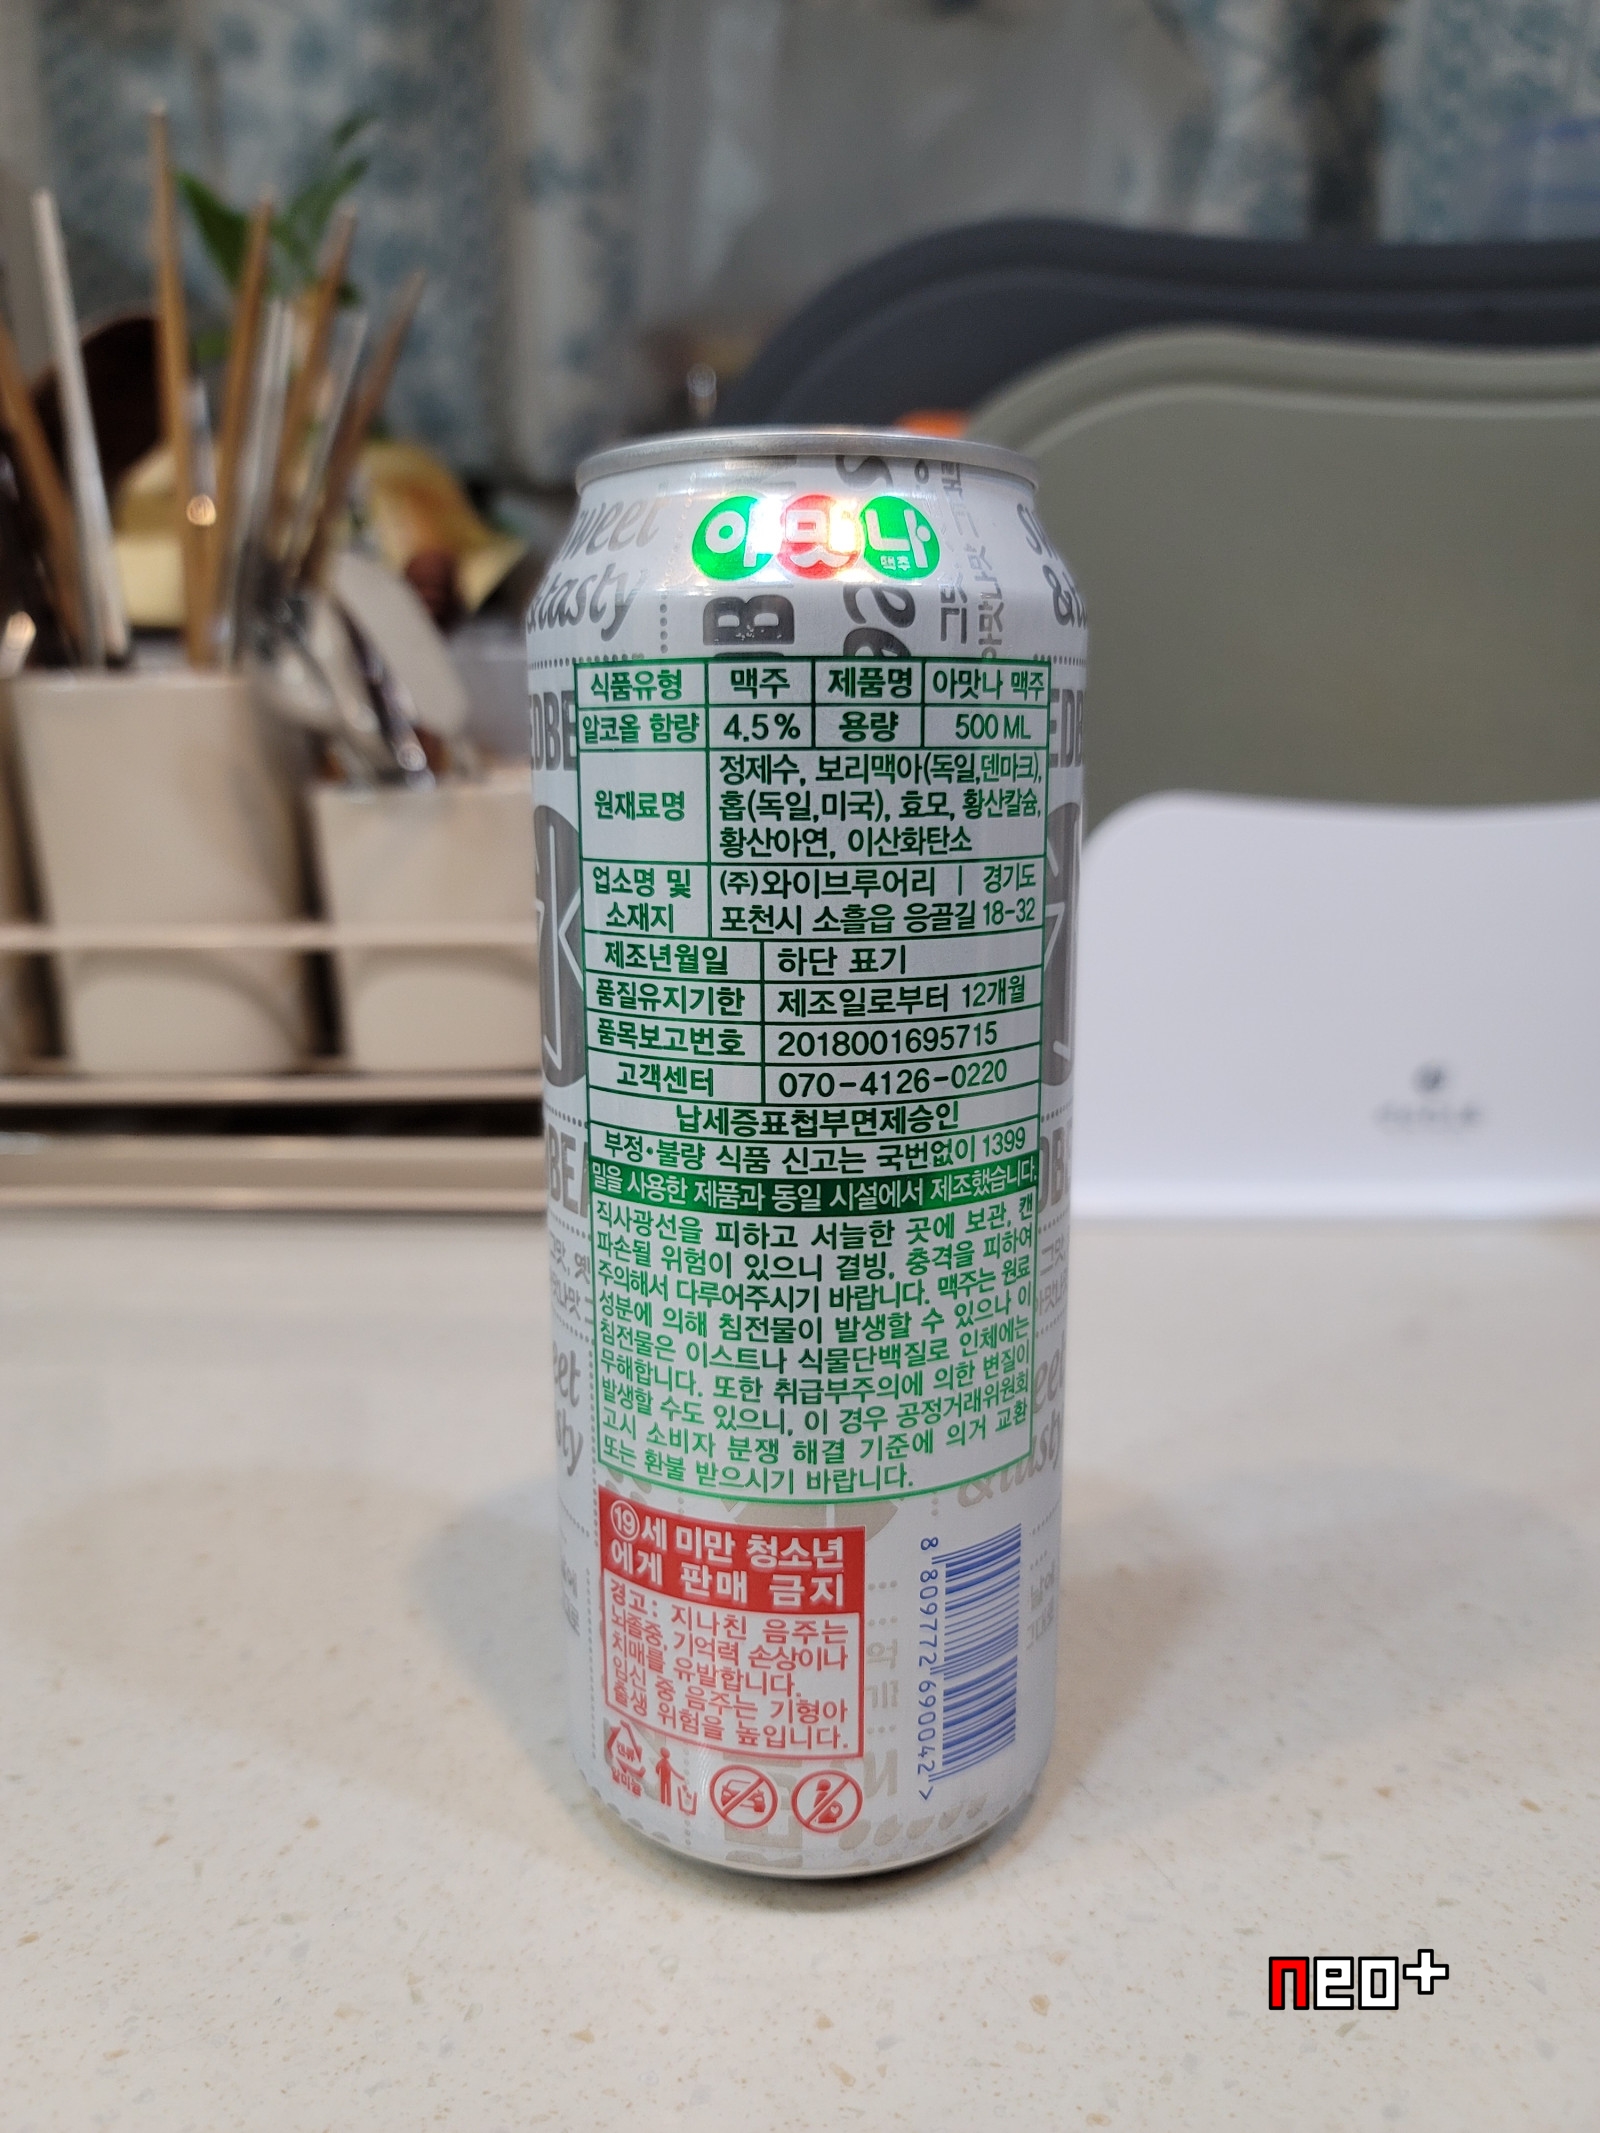 아맛나
맥주
식품유형 맥주 제품명 아맛나 맥주
알코올 함량 4.5% 용량 500 ML
원재료명 정제수, 보리맥아(독일,덴마크),
홉(독일,미국), 효모, 황산칼슘,
황산아연, 이산화탄소
업소명 및 소재지 (주)와이브루어리 | 경기도
포천시 소흘읍 응골길 18-32
제조년월일 하단 표기
품질유지기한 제조일로부터 12개월
품목보고번호 2018001695715
고객센터 070-4126-0220
납세증표첩부면제승인
부정·불량 식품 신고는 국번없이 1399
밀을 사용한 제품과 동일 시설에서 제조했습니다.
직사광선을 피하고 서늘한 곳에 보관, 캔
파손될 위험이 있으니 결빙, 충격을 피하여
주의해서 다루어주시기 바랍니다. 맥주는 원료
성분에 의해 침전물이 발생할 수 있으나 이
침전물은 이스트나 식물단백질로 인체에는
무해합니다. 또한 취급부주의에 의한 변질이
발생할 수도 있으니, 이 경우 공정거래위원회
고시 소비자 분쟁 해결 기준에 의거 교환
또는 환불 받으시기 바랍니다.
19세 미만 청소년
에게 판매 금지
경고: 지나친 음주는
뇌졸중, 기억력 손상이나
치매를 유발합니다.
임신 중 음주는 기형아
출생 위험을 높입니다.
캔류
알미늄
8 809772 690042 >
sweet
&tasty
neo+